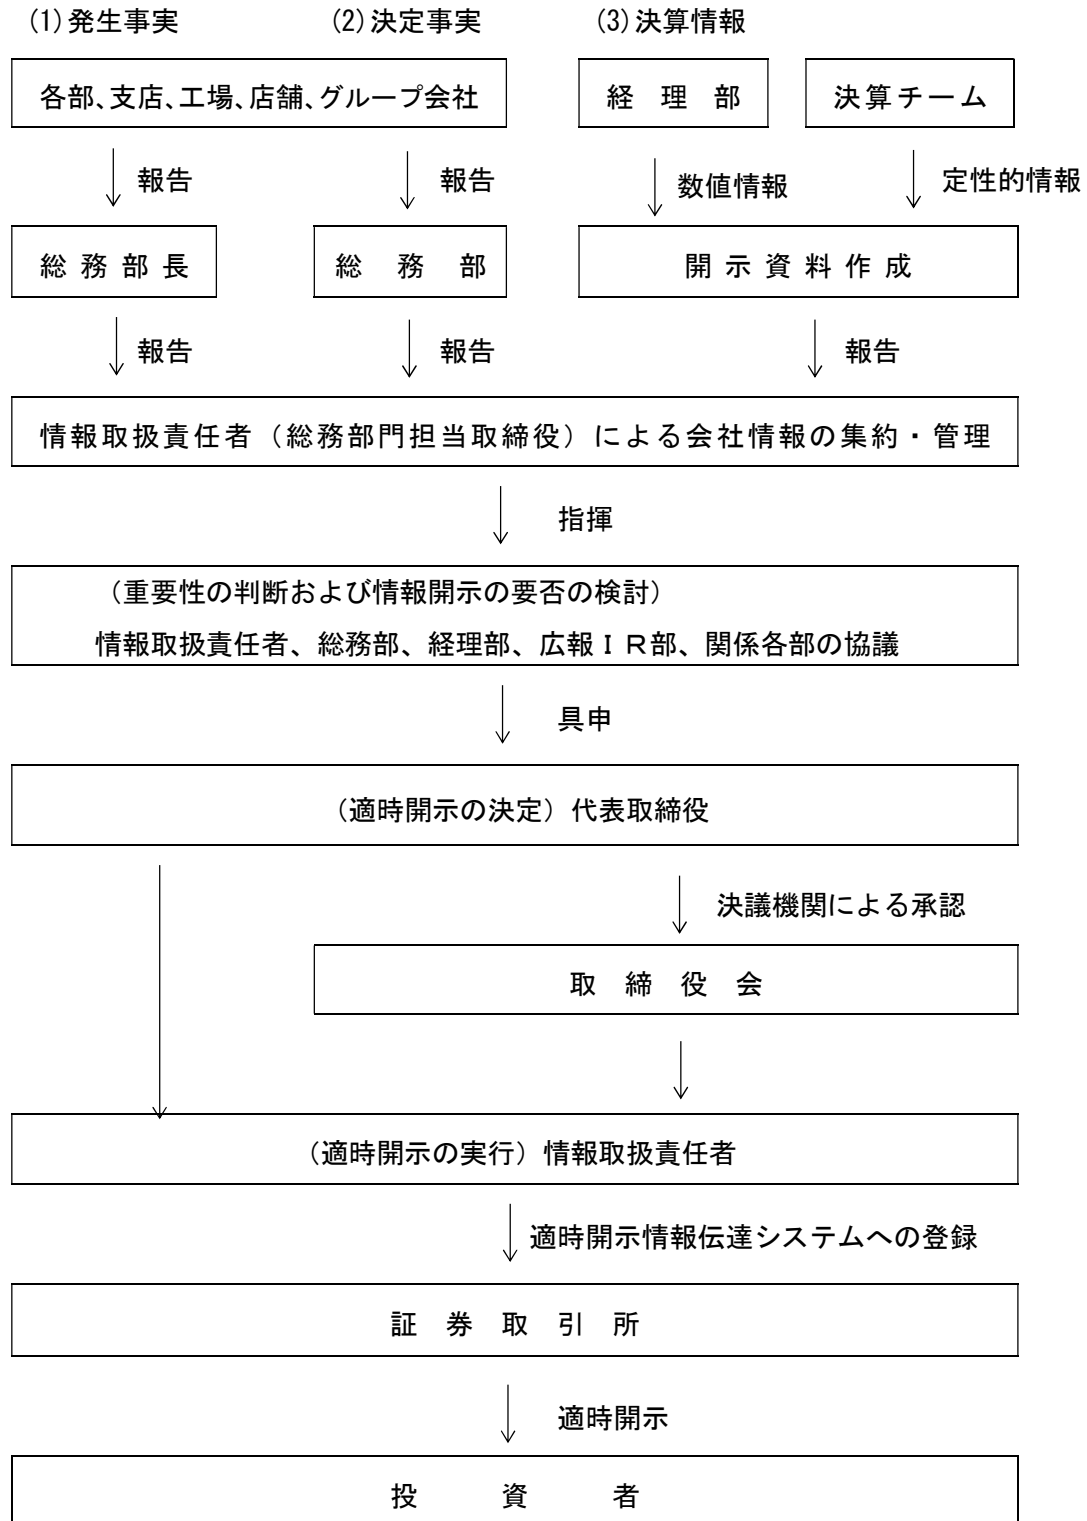 (1)発生事実 (2)決定事実 (3)決算情報
各部、支店、工場、店舗、グループ会社 経理部 決算チーム
報告 報告 数値情報 定性的情報
総務部長 総務部 開示資料作成
報告 報告 報告
情報取扱責任者（総務部門担当取締役）による会社情報の集約・管理
指揮
（重要性の判断および情報開示の要否の検討）
情報取扱責任者、総務部、経理部、広報ＩＲ部、関係各部の協議
具申
（適時開示の決定）代表取締役
決議機関による承認
取締役会
（適時開示の実行）情報取扱責任者
適時開示情報伝達システムへの登録
証券取引所
適時開示
投資者